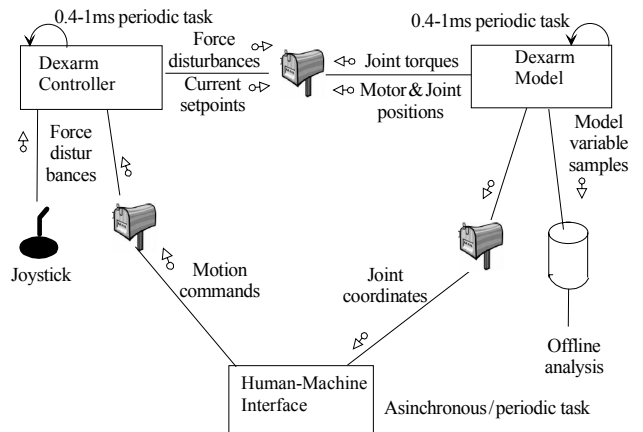 0.4-1ms periodic task
0.4-1ms periodic task
Dexarm
Controller
Force
disturbances
Current
setpoints
Joint torques
Motor & Joint
positions
Dexarm
Model
Force
distur
bances
Model
variable
samples
Joystick
Motion
commands
Joint
coordinates
Offline
analysis
Human-Machine
Interface
Asinchronous/periodic task